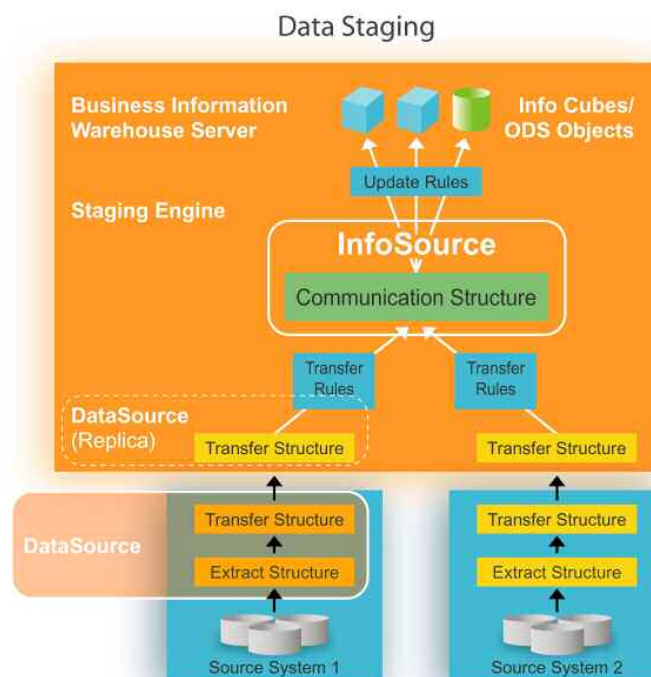 Data Staging
Business Information
Warehouse Server
Info Cubes/
ODS Objects
Update Rules
Staging Engine
InfoSource
Communication Structure
Transfer
Rules
Transfer
Rules
DataSource
(Replica)
Transfer Structure
Transfer Structure
DataSource
Transfer Structure
Transfer Structure
Extract Structure
Extract Structure
Source System 1
Source System 2